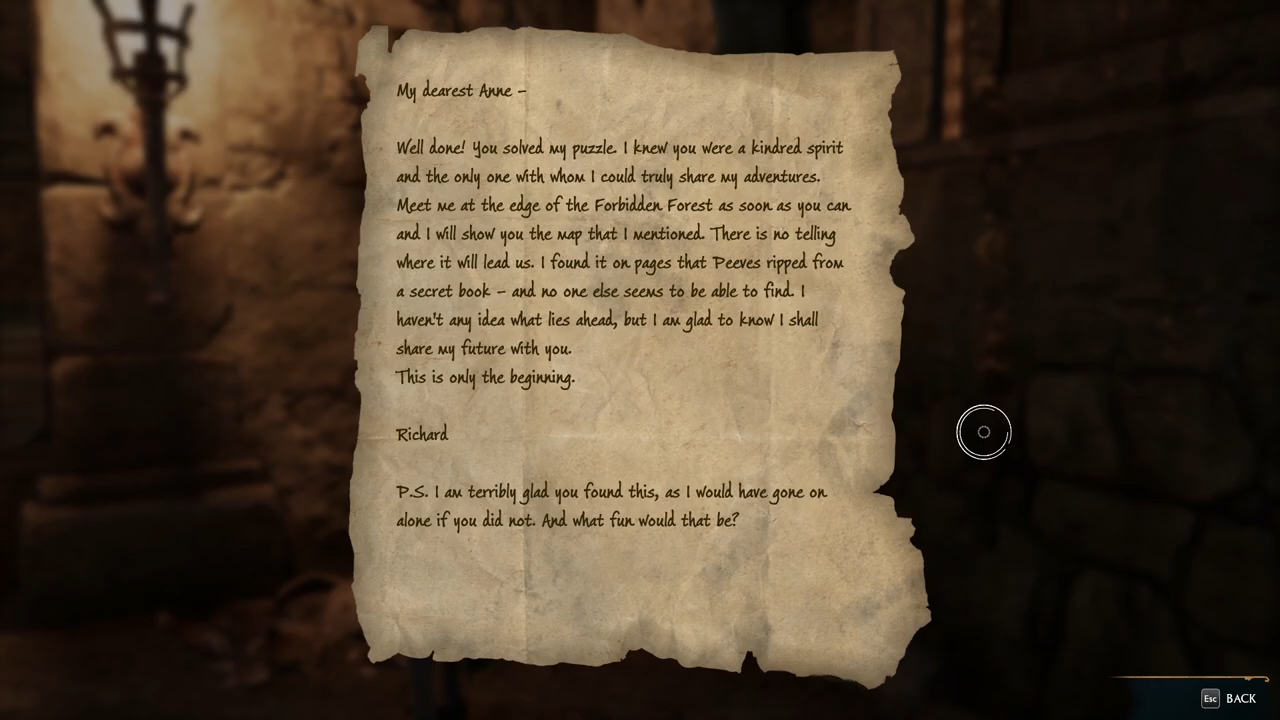 My dearest Anne -
Well done! You solved my puzzle. I knew you were a kindred spirit
and the only one with whom I could truly share my adventures.
Meet me at the edge of the Forbidden Forest as soon as you can
and I will show you the map that I mentioned. There is no telling
where it will lead us. I found it on pages that Peeves ripped from
a secret book - and no one else seems to be able to find. I
haven't any idea what lies ahead, but I am glad to know I shall
share my future with you.
This is only the beginning.
Richard
P.S. I am terribly glad you found this, as I would have gone on
alone if you did not. And what fun would that be?
Esc BACK